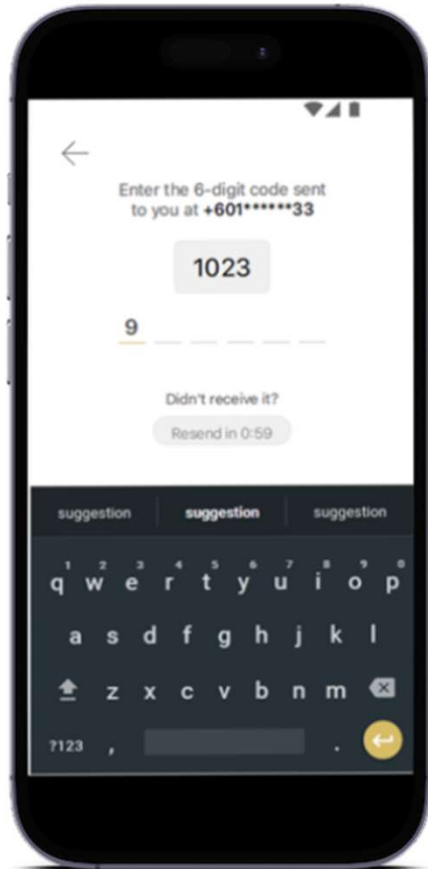 Enter the 6-digit code sent
to you at +601******33
1023
9
Didn't receive it?
Resend in 0:59
suggestion suggestion suggestion
1 2 3 4 5 6 7 8 9 0
q w e r t y u i o p
a s d f g h j k l
z x c v b n m
?123 , .